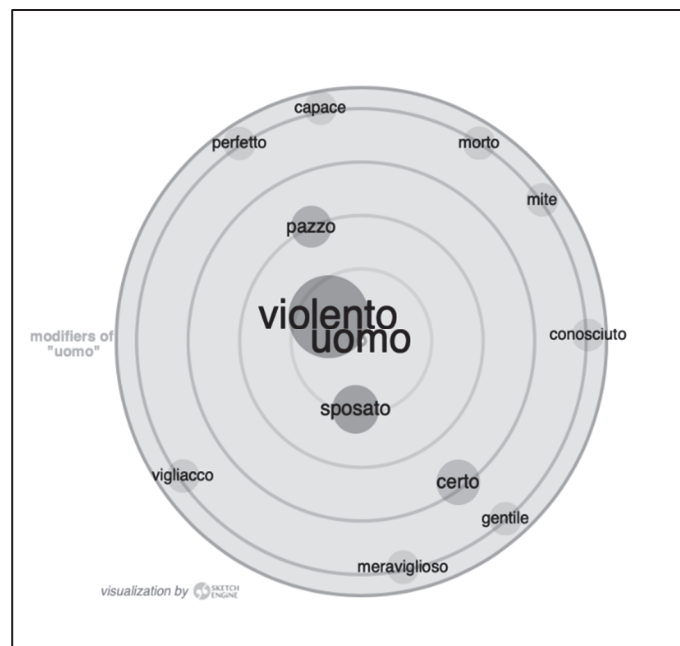 capace
perfetto
morto
mite
pazzo
violento
uomo
modifiers of
"uomo"
conosciuto
sposato
vigliacco
certo
gentile
meraviglioso
visualization by SKETCH
ENGINE